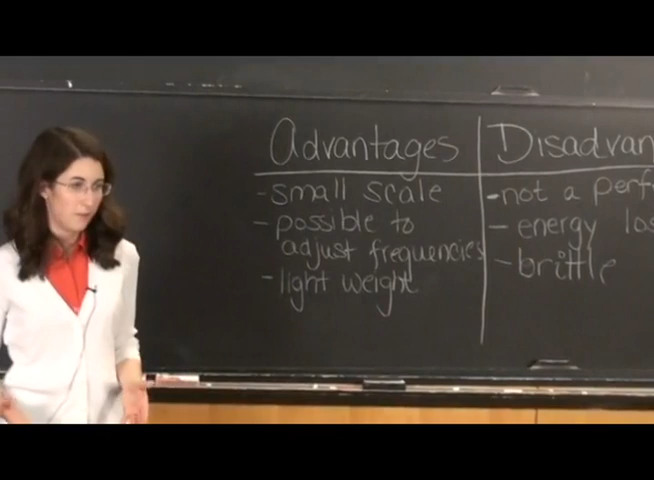 Advantages
- small scale
- possible to
adjust frequencies
- light weight
Disadvan
- not a perf
- energy los
- brittle